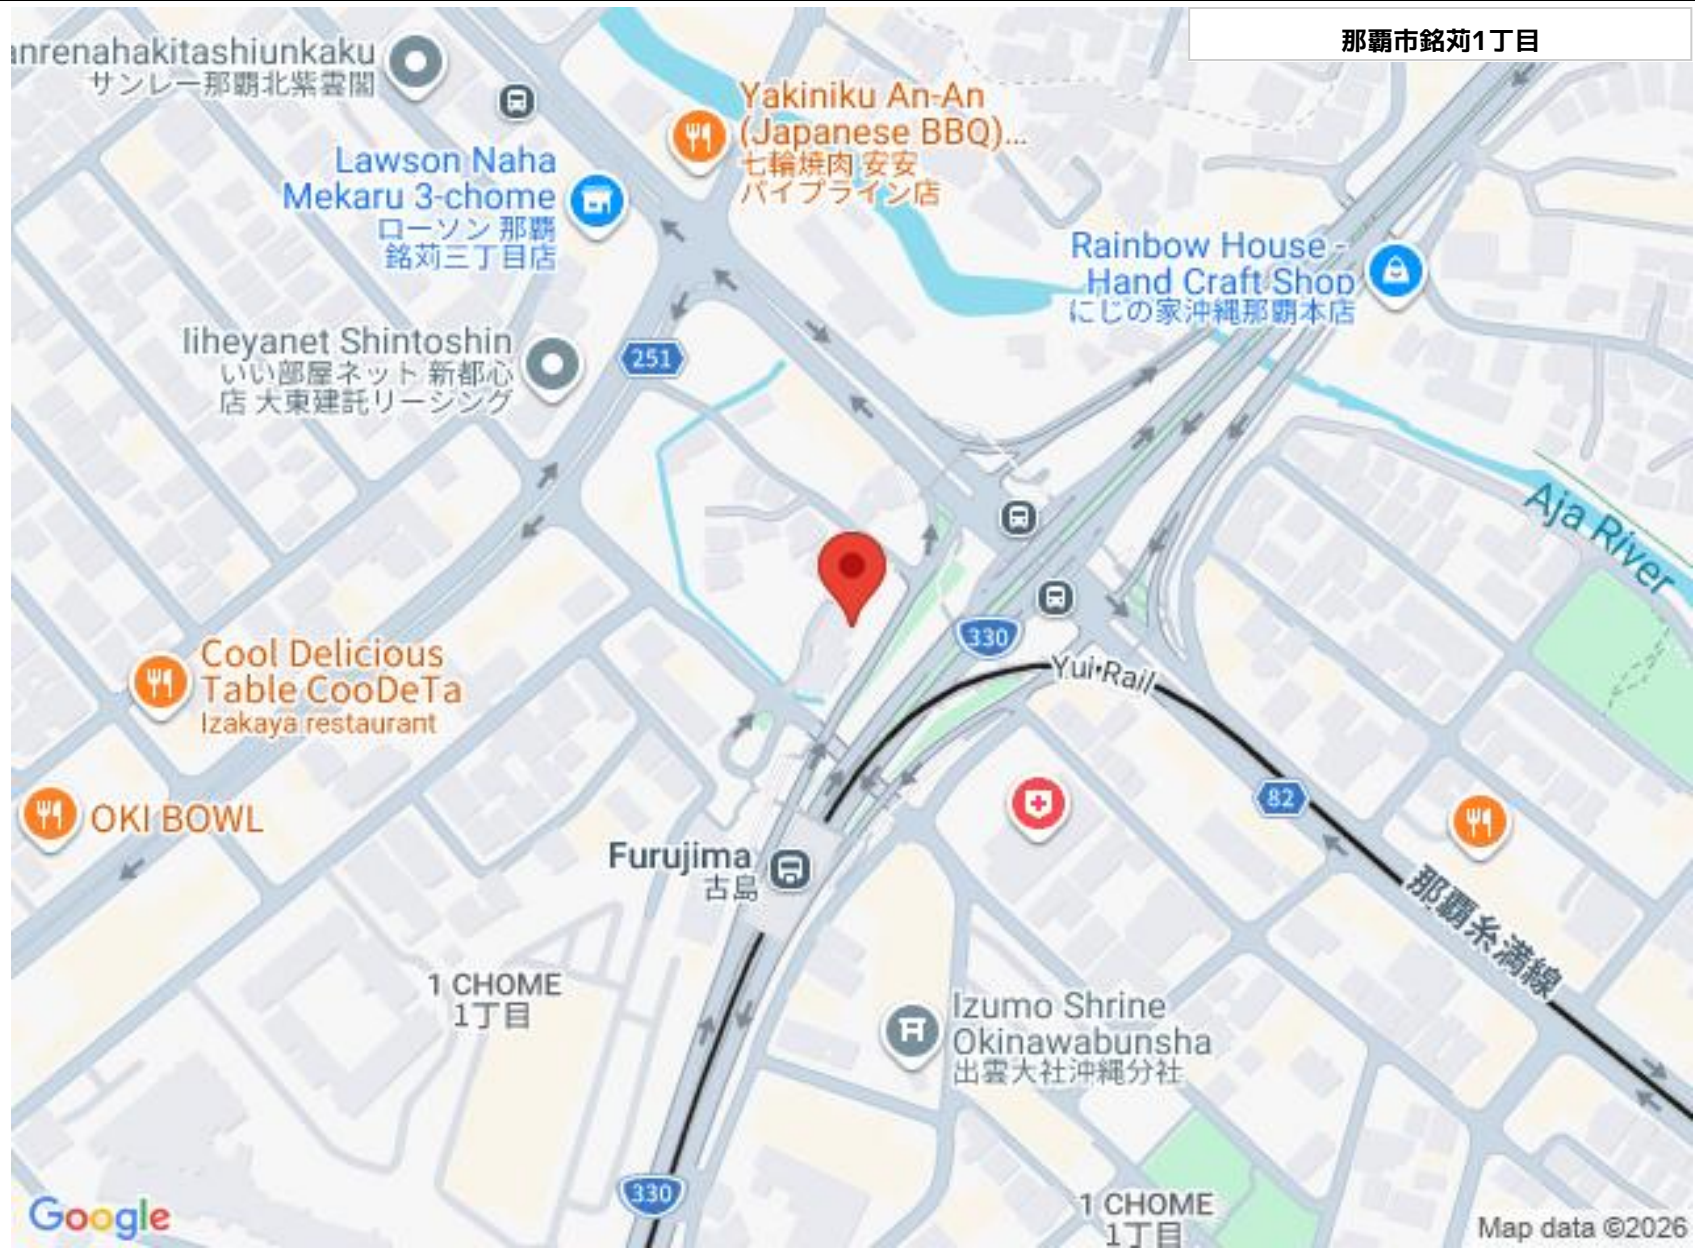 那覇市銘苅1丁目
anrenahakitashiunkaku
サンレー那覇北紫雲閣
Yakiniku An-An
(Japanese BBQ)...
七輪焼肉 安安
パイプライン店
Lawson Naha
Mekaru 3-chome
ローソン 那覇
銘苅三丁目店
Rainbow House -
Hand Craft Shop
にじの家沖縄那覇本店
Iiheyanet Shintoshin
いい部屋ネット 新都心
店 大東建託リージング
251
Aja River
330
Yui Rail
Cool Delicious
Table CooDeTa
Izakaya restaurant
OKI BOWL
82
Furujima
古島
那覇糸満線
1 CHOME
1丁目
Izumo Shrine
Okinawabunsha
出雲大社沖縄分社
330
1 CHOME
1丁目
Google
Map data ©2026